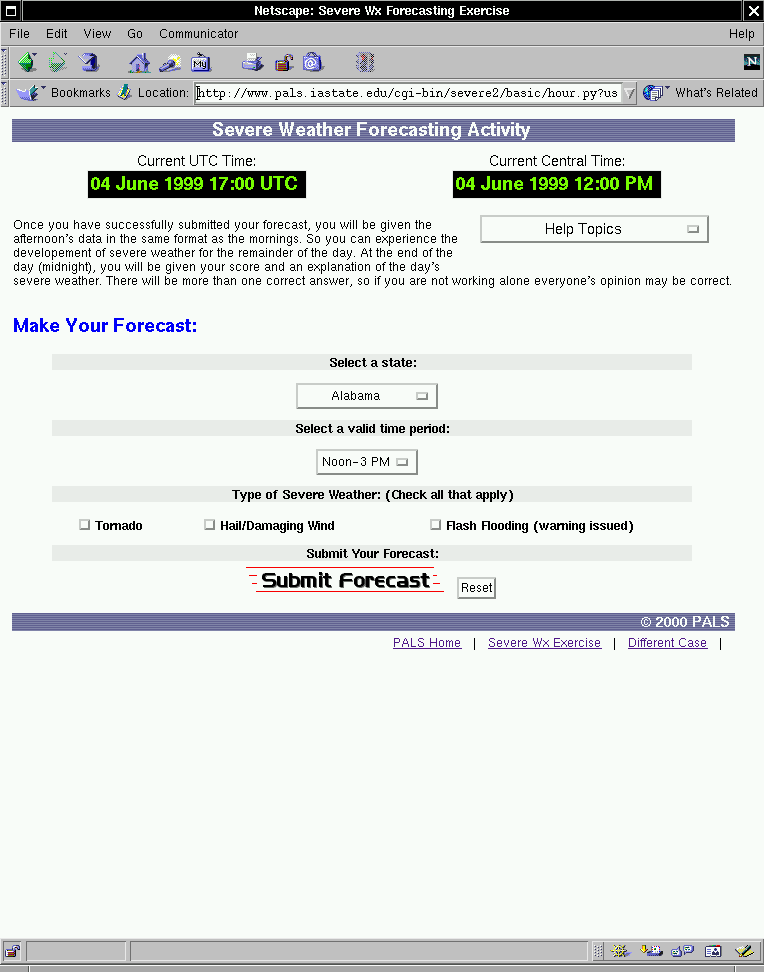 Netscape: Severe Wx Forecasting Exercise
File Edit View Go Communicator Help
My
N
Bookmarks Location: http://www.pals.iastate.edu/cgi-bin/severe2/basic/hour.py?us What's Related
Severe Weather Forecasting Activity
Current UTC Time: Current Central Time:
04 June 1999 17:00 UTC 04 June 1999 12:00 PM
Help Topics
Once you have successfully submitted your forecast, you will be given the
afternoon's data in the same format as the mornings. So you can experience the
developement of severe weather for the remainder of the day. At the end of the
day (midnight), you will be given your score and an explanation of the day's
severe weather. There will be more than one correct answer, so if you are not working alone everyone's opinion may be correct.
Make Your Forecast:
Select a state:
Alabama
Select a valid time period:
Noon-3 PM
Type of Severe Weather: (Check all that apply)
Tornado Hail/Damaging Wind Flash Flooding (warning issued)
Submit Your Forecast:
Submit Forecast Reset
© 2000 PALS
PALS Home | Severe Wx Exercise | Different Case |